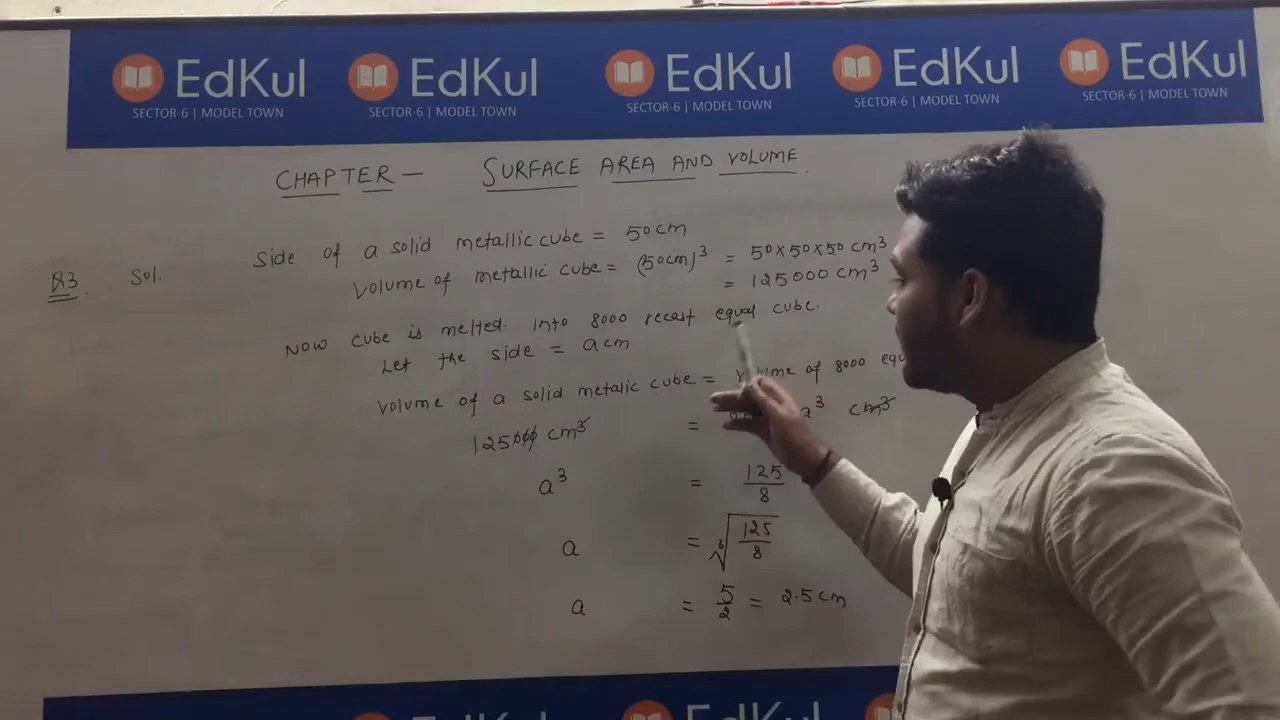 EdKul EdKul EdKul EdKul EdKul
SECTOR-6 | MODEL TOWN SECTOR-6 | MODEL TOWN SECTOR-6 | MODEL TOWN SECTOR-6 | MODEL TOWN SECTOR-6 | MODEL TOWN
CHAPTER – SURFACE AREA AND VOLUME.
Q3. Sol. Side of a solid metallic cube = 50cm
Volume of metallic cube = (50cm)³ = 50×50×50 cm³
= 125000 cm³
Now cube is melted. Into 8000 recast equal cube.
Let the side = a cm
Volume of a solid metalic cube = of 8000
125000 cm³ = a³ cm³
a³ = 125/8
a = ∛125/8
a = 5/2 = 2.5cm
EdKul EdKul